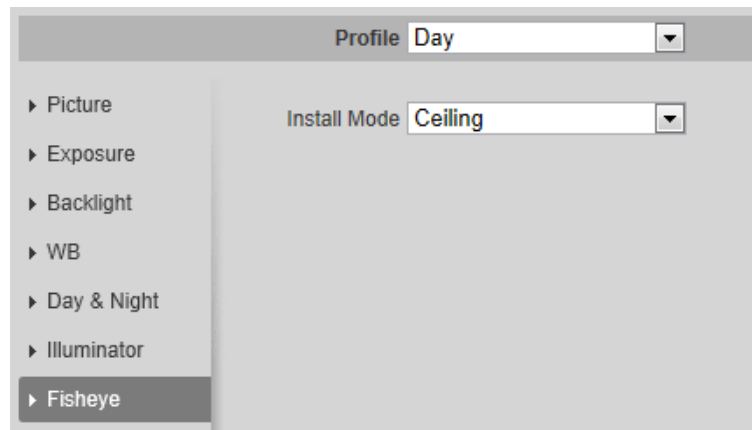 Profile Day
Picture
Install Mode Ceiling
Exposure
Backlight
WB
Day & Night
Illuminator
Fisheye